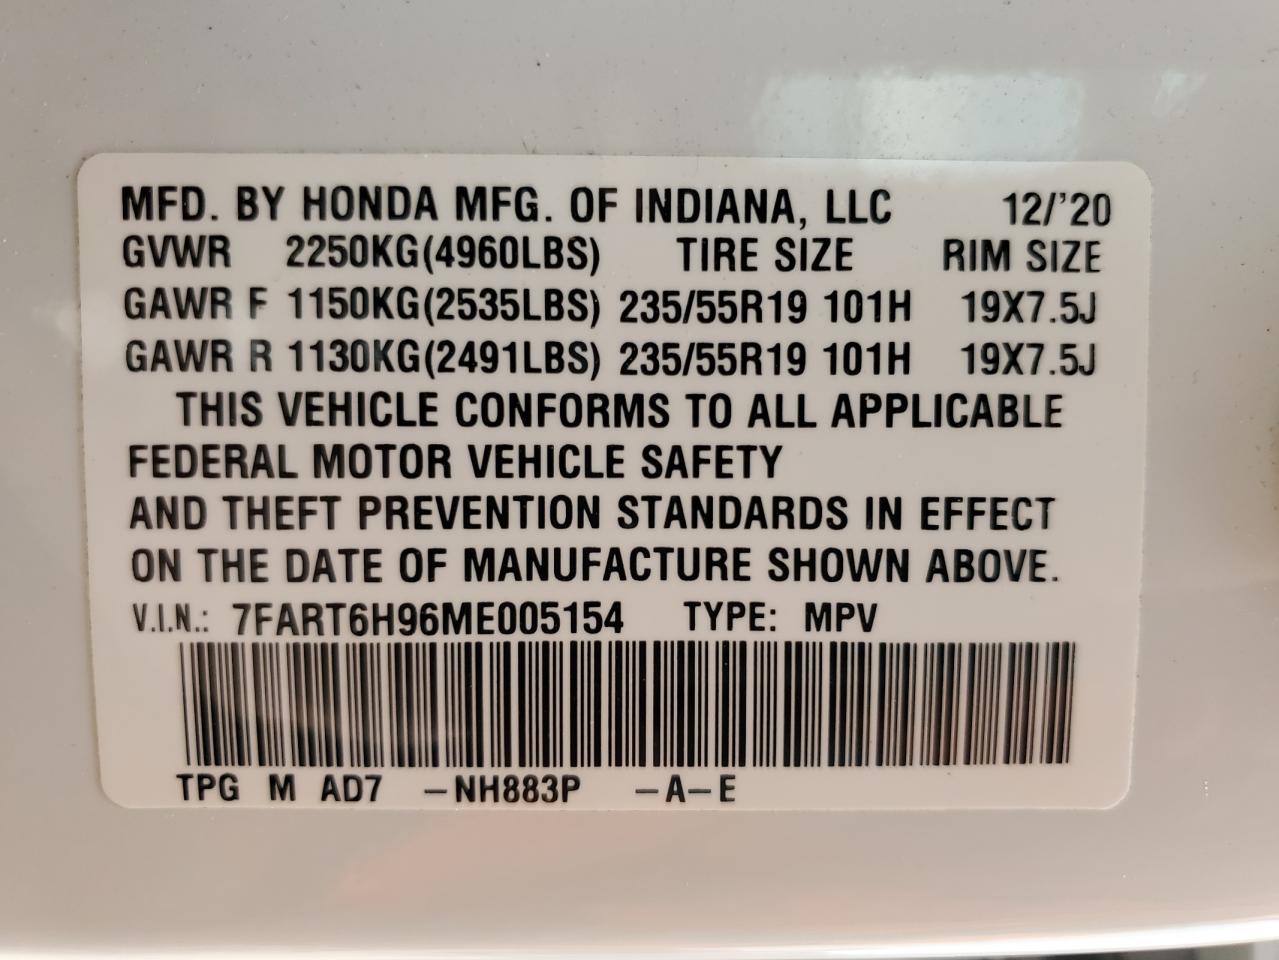 MFD. BY HONDA MFG. OF INDIANA, LLC 12/'20
GVWR 2250KG(4960LBS) TIRE SIZE RIM SIZE
GAWR F 1150KG(2535LBS) 235/55R19 101H 19X7.5J
GAWR R 1130KG(2491LBS) 235/55R19 101H 19X7.5J
THIS VEHICLE CONFORMS TO ALL APPLICABLE
FEDERAL MOTOR VEHICLE SAFETY
AND THEFT PREVENTION STANDARDS IN EFFECT
ON THE DATE OF MANUFACTURE SHOWN ABOVE.
V.I.N.: 7FART6H96ME005154 TYPE: MPV
TPG M AD7 -NH883P -A-E